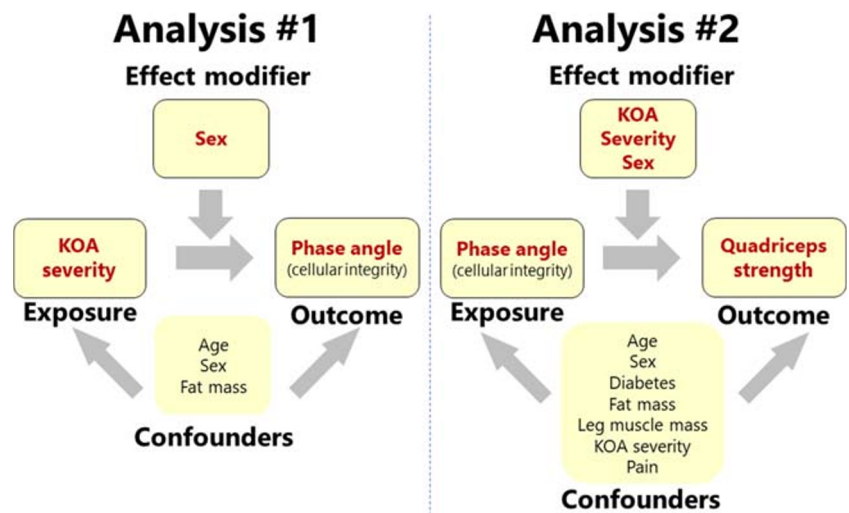 Analysis #1
Effect modifier
Sex
KOA
severity
Exposure
Phase angle
(cellular integrity)
Outcome
Age
Sex
Fat mass
Confounders
Analysis #2
Effect modifier
KOA
Severity
Sex
Phase angle
(cellular integrity)
Exposure
Quadriceps
strength
Outcome
Age
Sex
Diabetes
Fat mass
Leg muscle mass
KOA severity
Pain
Confounders